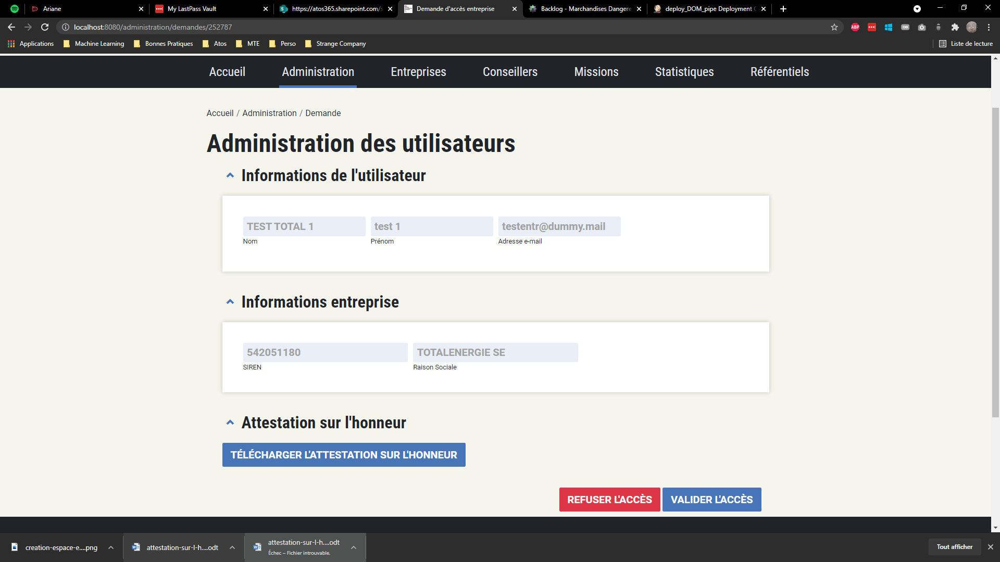 Ariane
My LastPass Vault
https://atos365.sharepoint.com/s
Demande d'accès entreprise
Backlog - Marchandises Dangere
deploy_DOM_pipe Deployment
localhost:8080/administration/demandes/252787
ABP
Applications
Machine Learning
Bonnes Pratiques
Atos
MTE
Perso
Strange Company
Liste de lecture
Accueil
Administration
Entreprises
Conseillers
Missions
Statistiques
Référentiels
Accueil / Administration / Demande
Administration des utilisateurs
Informations de l'utilisateur
TEST TOTAL 1
test 1
testentr@dummy.mail
Nom
Prénom
Adresse e-mail
Informations entreprise
542051180
TOTALENERGIE SE
SIREN
Raison Sociale
Attestation sur l'honneur
TÉLÉCHARGER L'ATTESTATION SUR L'HONNEUR
REFUSER L'ACCÈS
VALIDER L'ACCÈS
creation-espace-e....png
attestation-sur-l-h....odt
attestation-sur-l-h....odt
Échec – Fichier introuvable.
Tout afficher